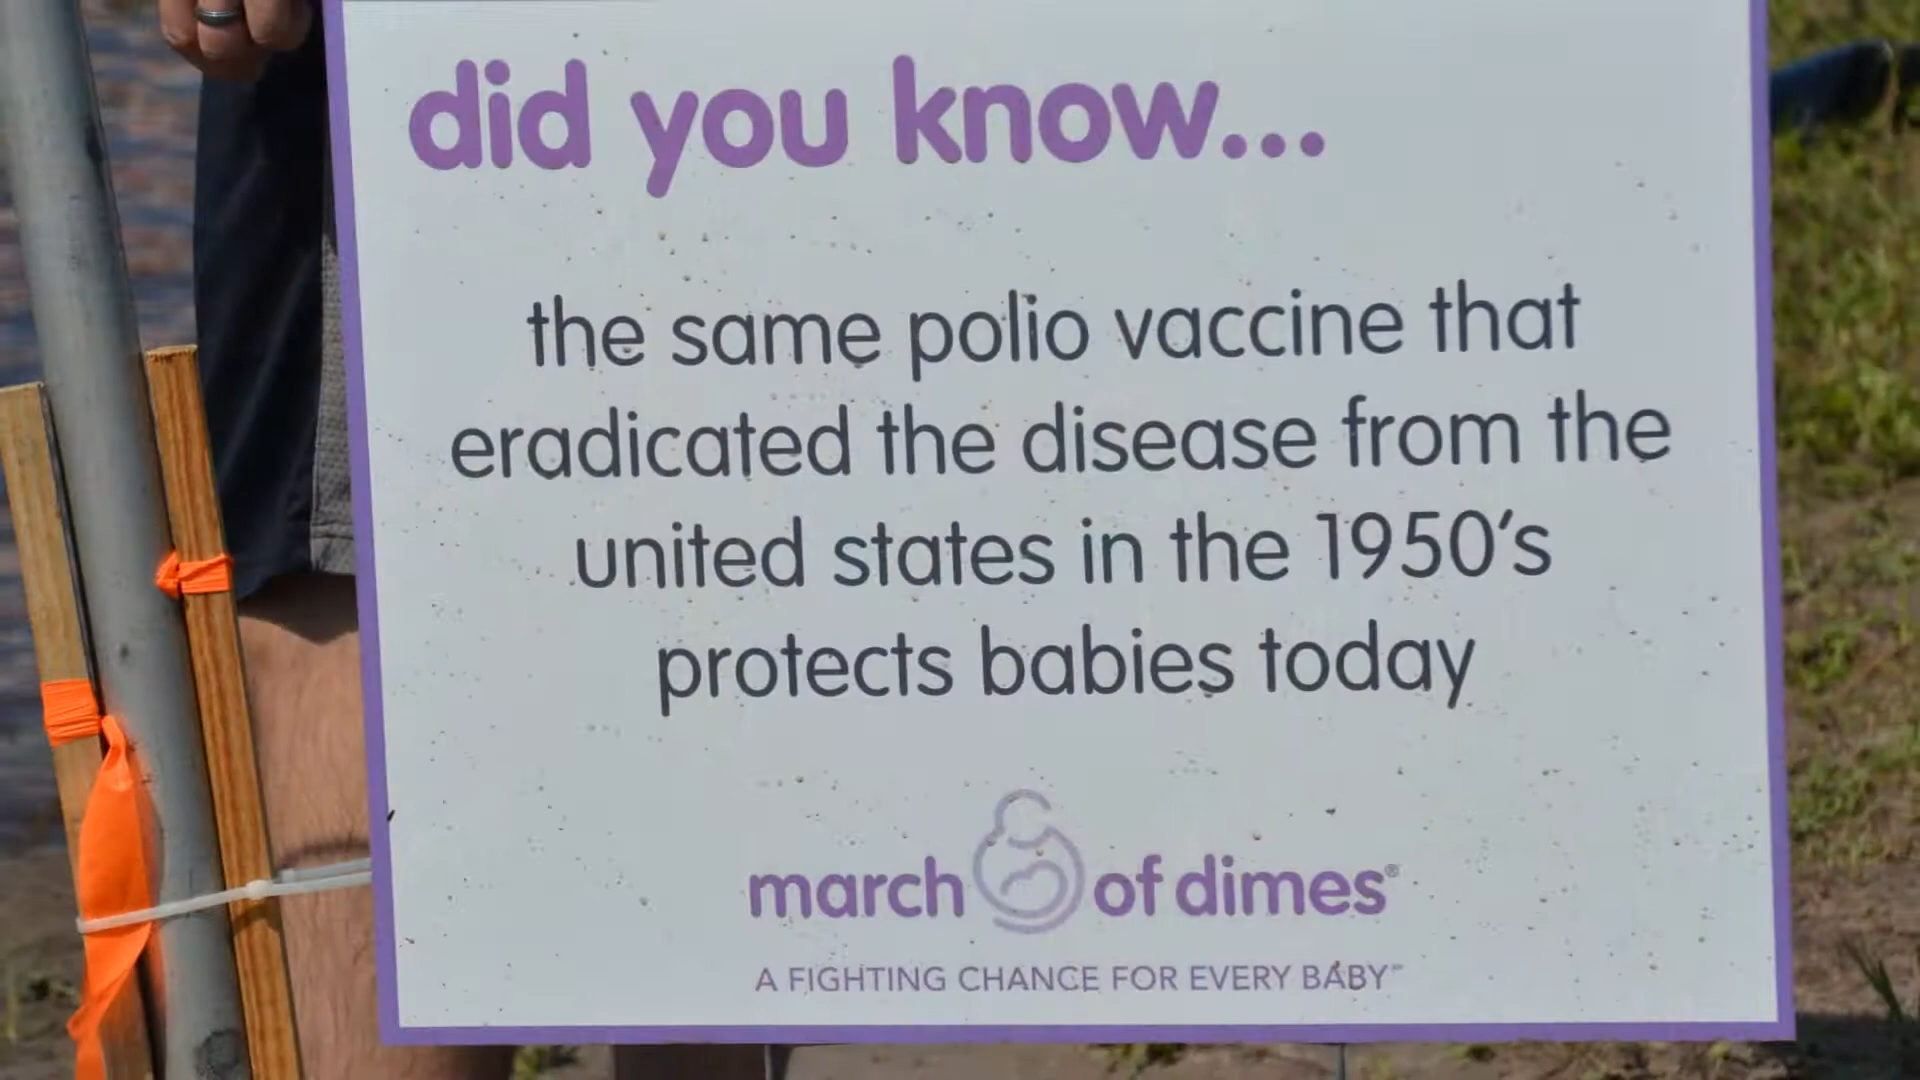 did you know...
the same polio vaccine that
eradicated the disease from the
united states in the 1950's
protects babies today
march of dimes®
A FIGHTING CHANCE FOR EVERY BABY™